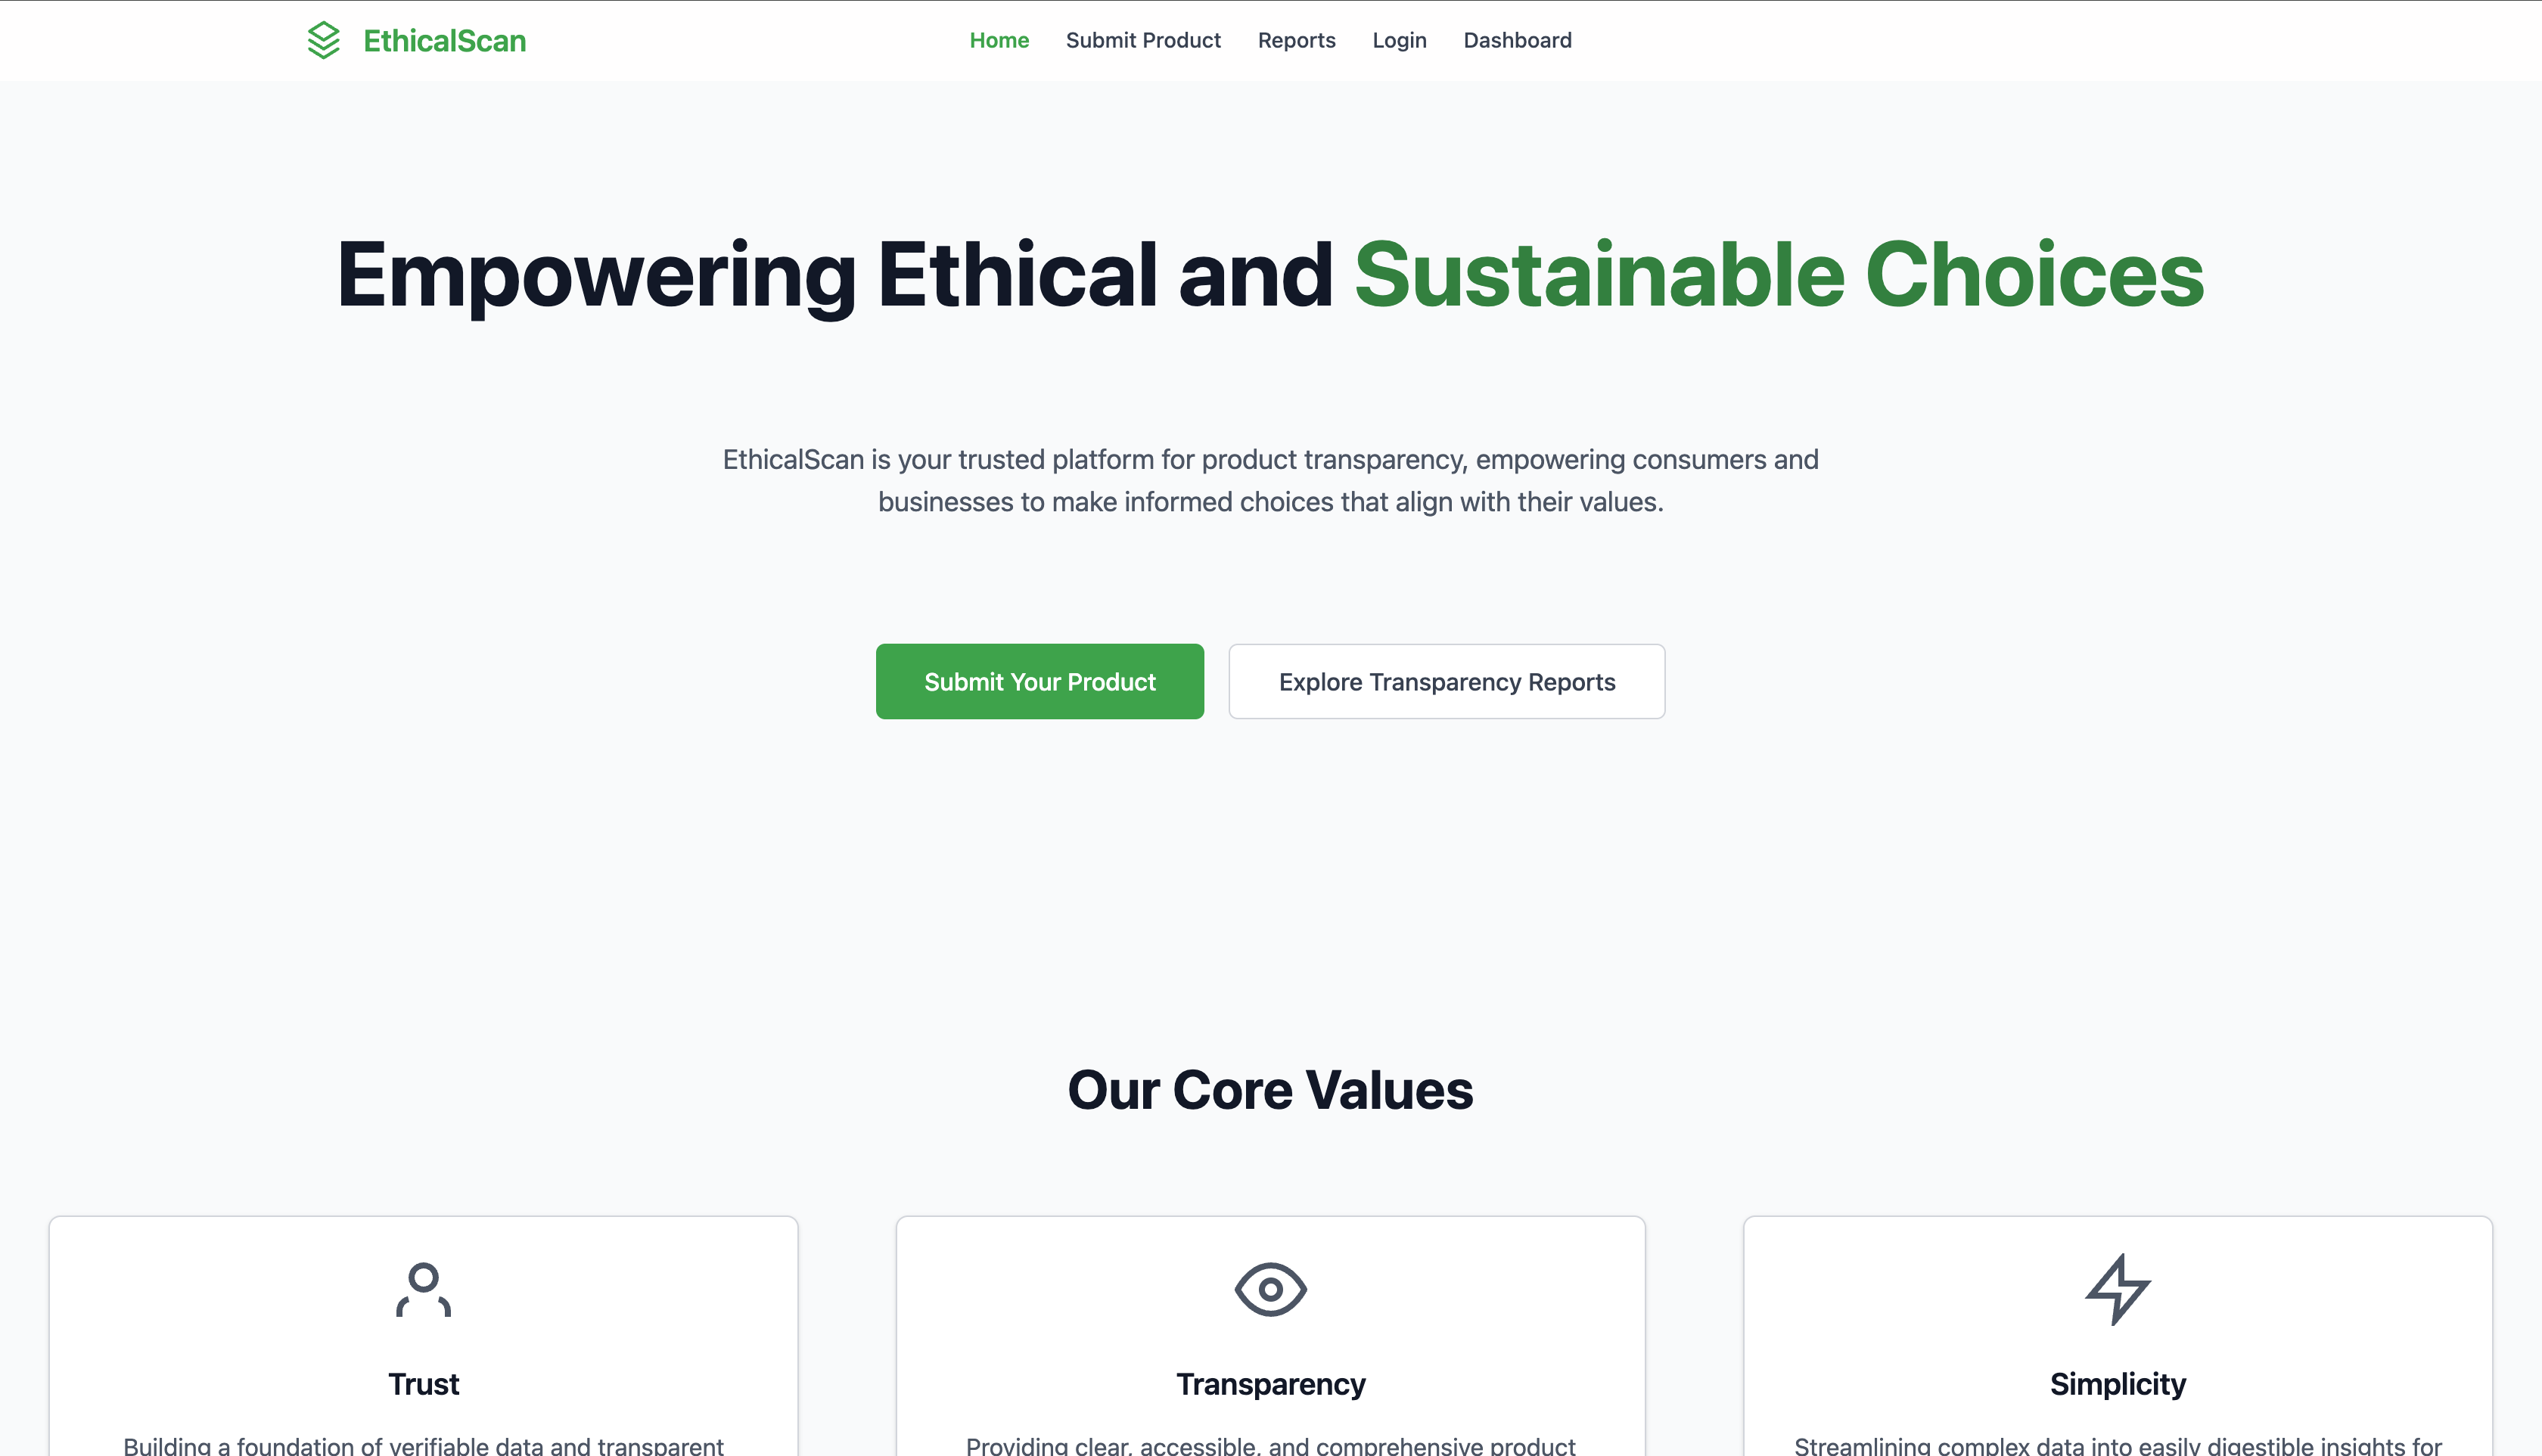 EthicalScan
Home
Submit Product
Reports
Login
Dashboard
Empowering Ethical and Sustainable Choices
EthicalScan is your trusted platform for product transparency, empowering consumers and
businesses to make informed choices that align with their values.
Submit Your Product
Explore Transparency Reports
Our Core Values
Trust
Building a foundation of verifiable data and transparent
Transparency
Providing clear, accessible, and comprehensive product
Simplicity
Streamlining complex data into easily digestible insights for